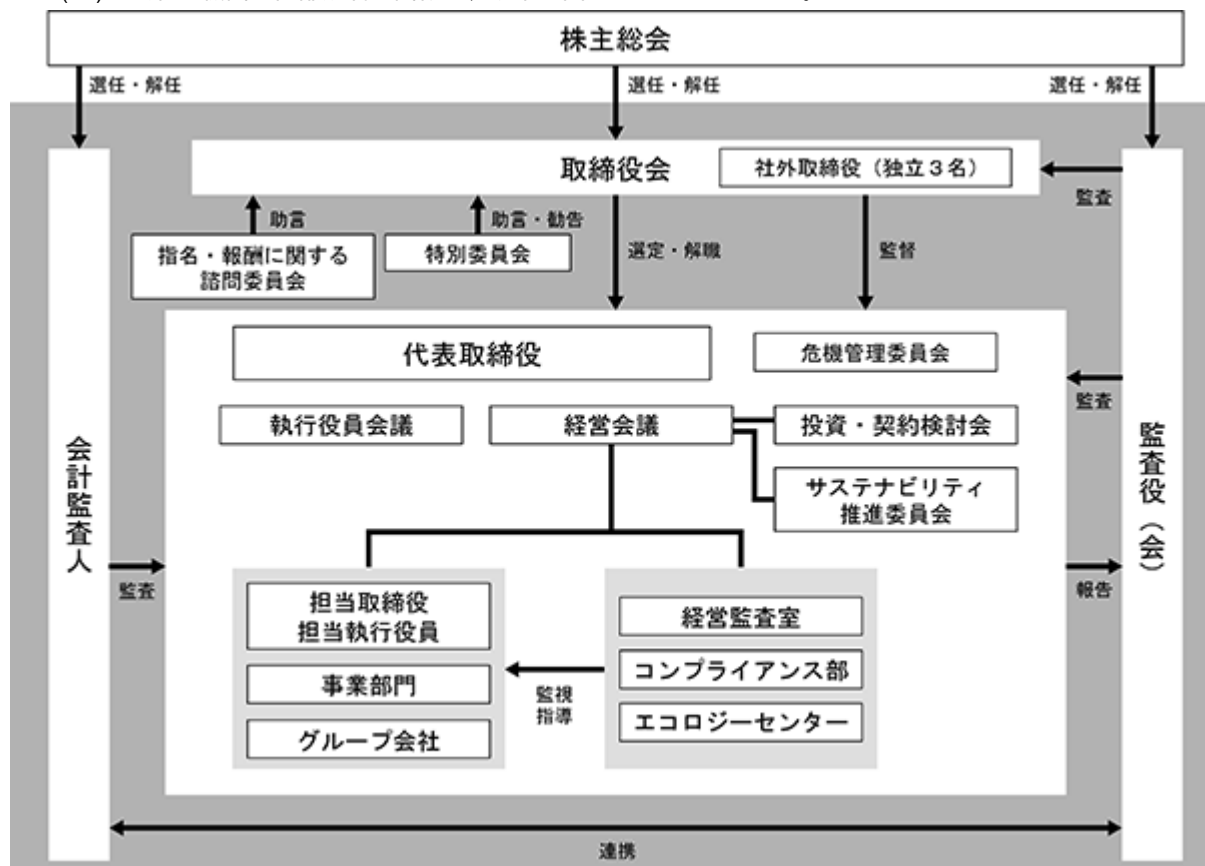 株主総会
選任・解任
選任・解任
選任・解任
取締役会
社外取締役（独立３名）
監査
助言
助言・勧告
指名・報酬に関する
諮問委員会
特別委員会
選定・解職
監督
代表取締役
危機管理委員会
監査
執行役員会議
経営会議
投資・契約検討会
サステナビリティ
推進委員会
会計監査人
監査役（会）
監査
報告
担当取締役
担当執行役員
事業部門
グループ会社
監視
指導
経営監査室
コンプライアンス部
エコロジーセンター
連携